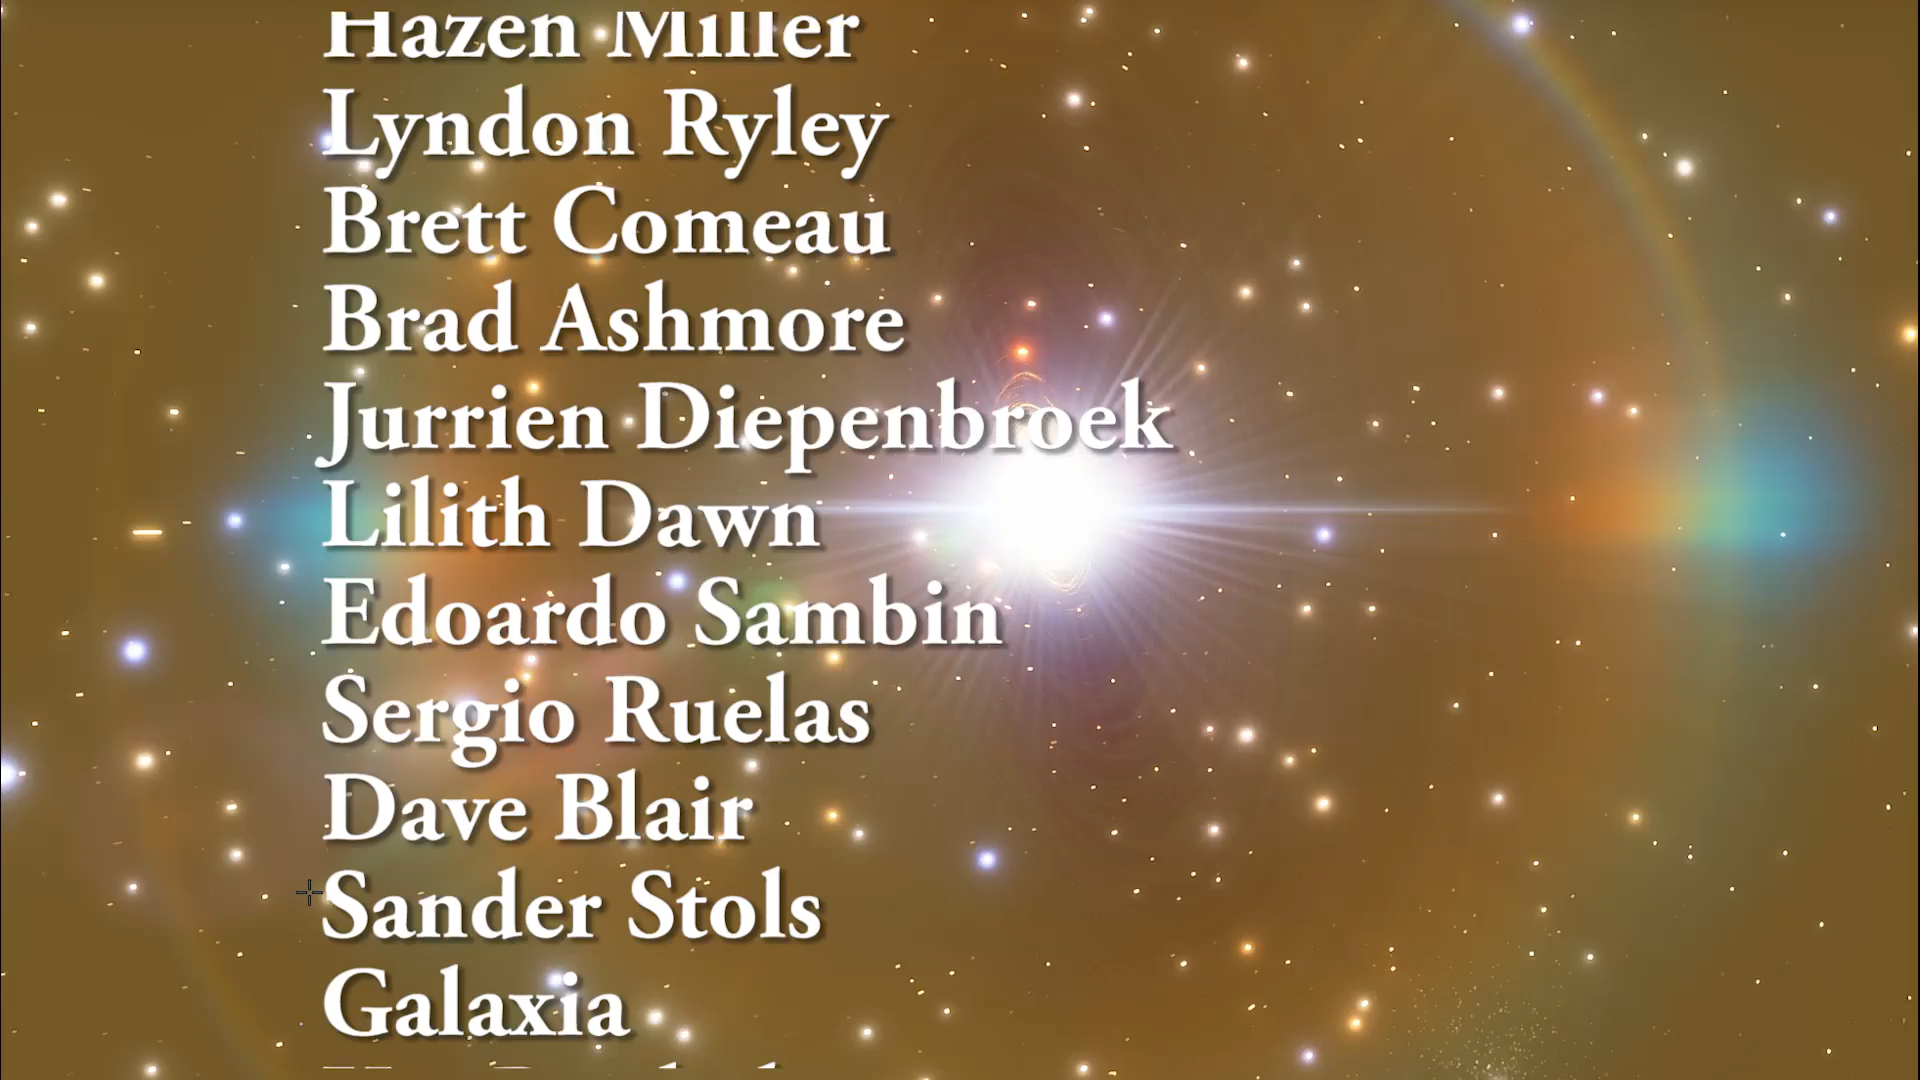 Hazen Miller
Lyndon Ryley
Brett Comeau
Brad Ashmore
Jurrien Diepenbroek
Lilith Dawn
Edoardo Sambin
Sergio Ruelas
Dave Blair
Sander Stols
Galaxia